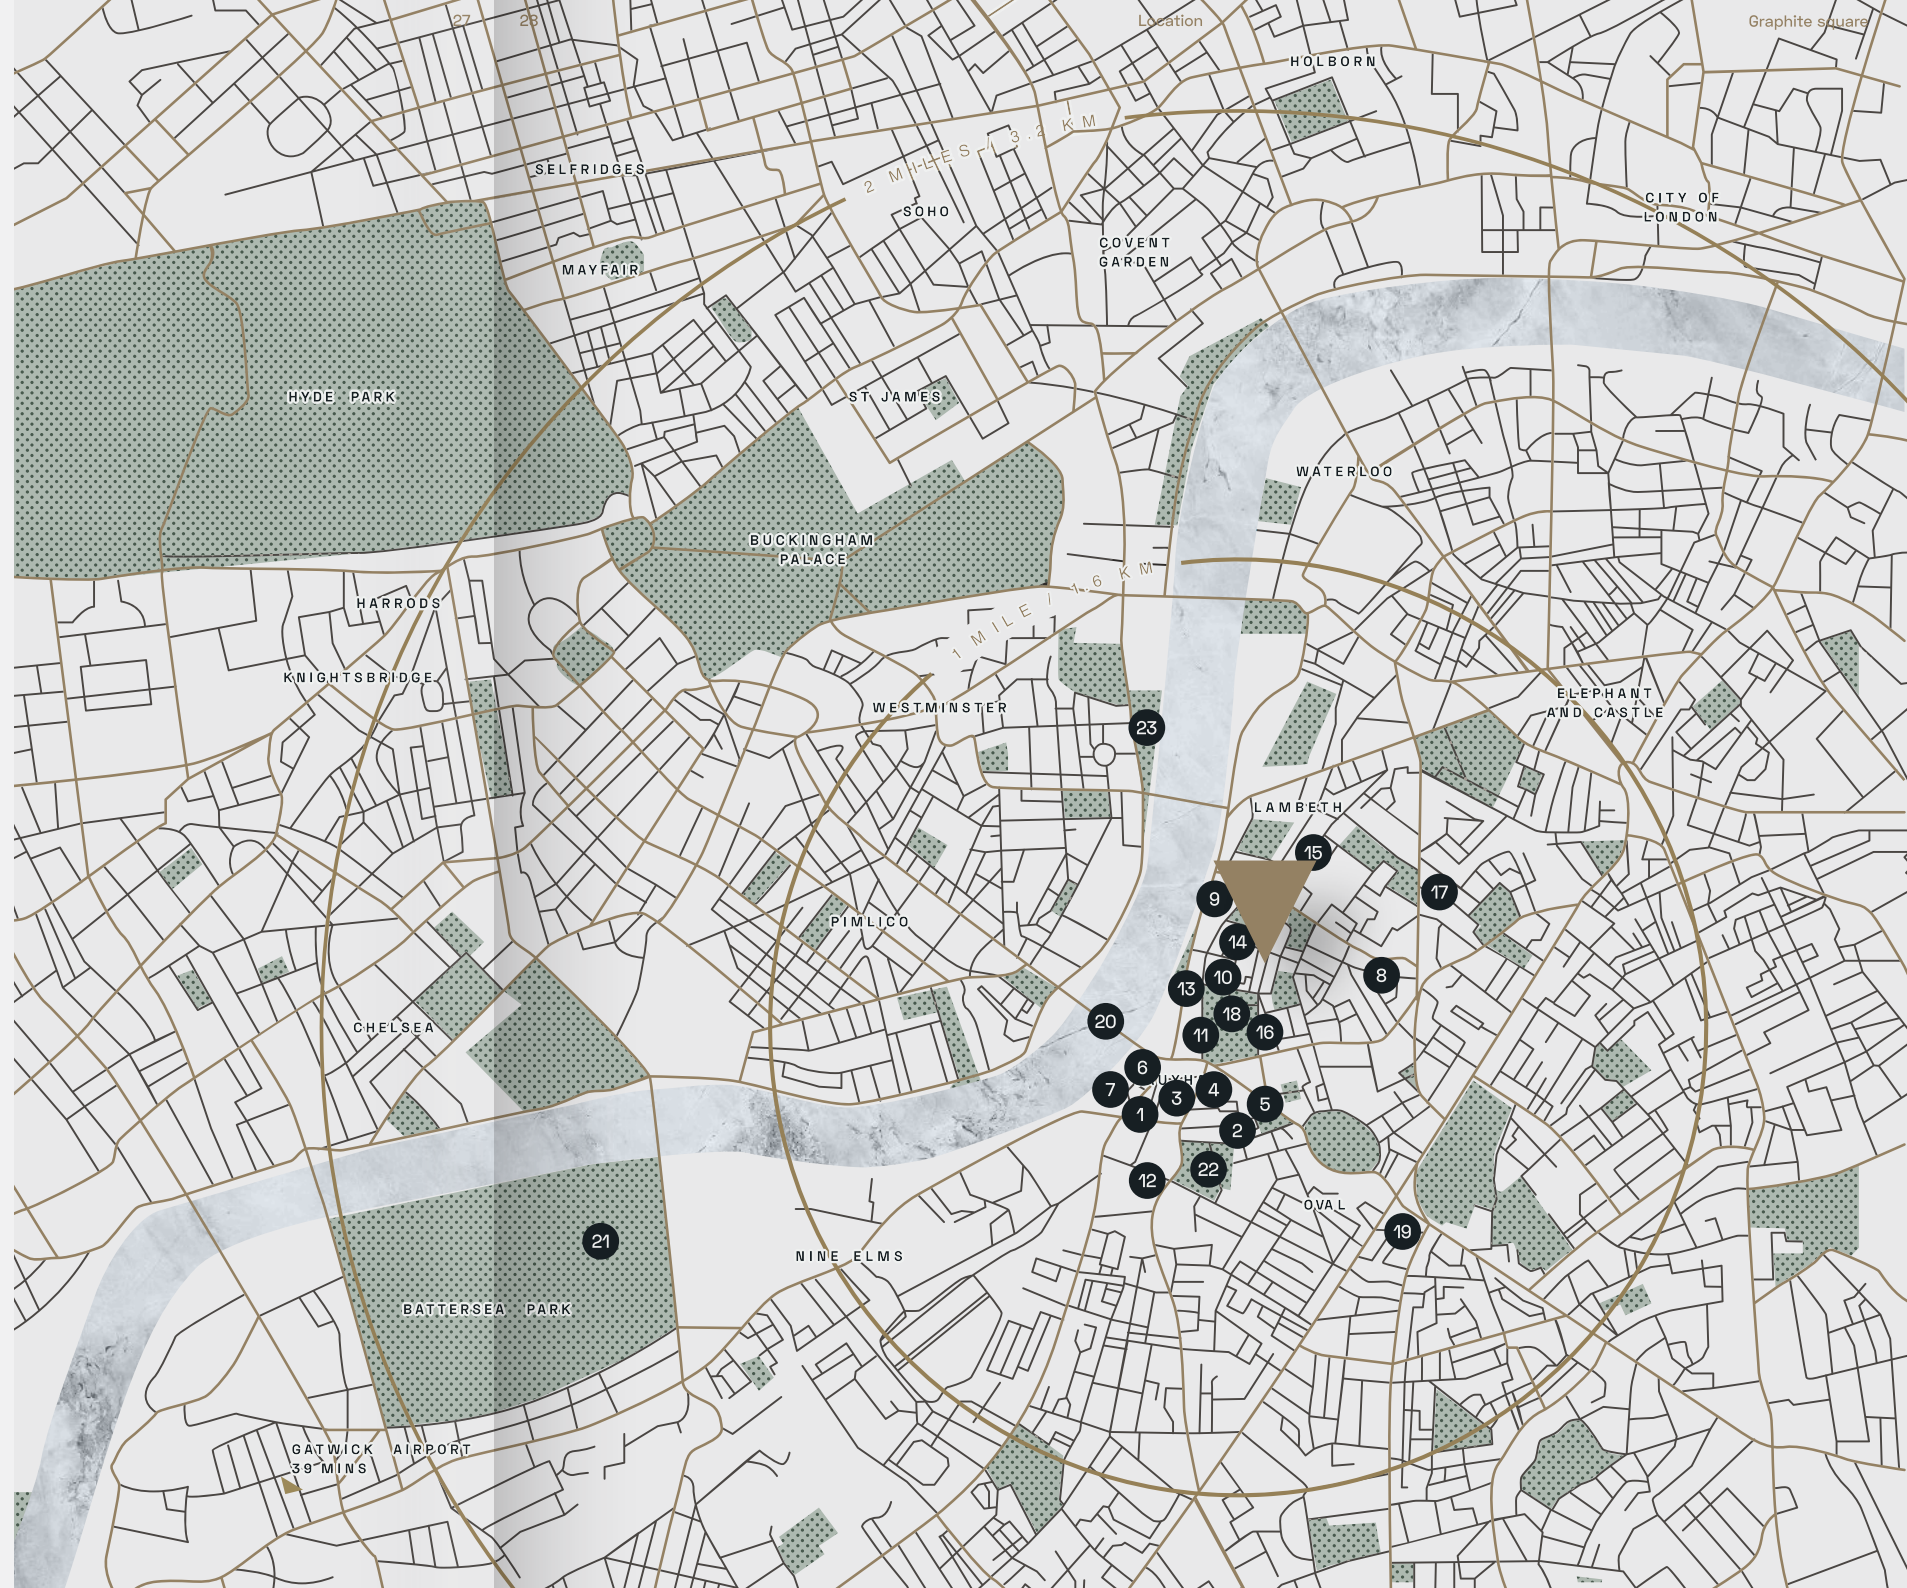 27
28
Location
Graphite square
HOLBORN
2 MILES / 3.2 KM
SELFRIDGES
SOHO
CITY OF
LONDON
COVENT
GARDEN
MAYFAIR
HYDE PARK
ST JAMES
WATERLOO
BUCKINGHAM
PALACE
1 MILE / 1.6 KM
HARRODS
KNIGHTSBRIDGE
WESTMINSTER
ELEPHANT
AND CASTLE
23
LAMBETH
15
17
9
PIMLICO
14
8
10
13
18
20
CHELSEA
11
16
6
7
3
4
5
1
2
22
12
OVAL
19
21
NINE ELMS
BATTERSEA PARK
GATWICK AIRPORT
39 MINS